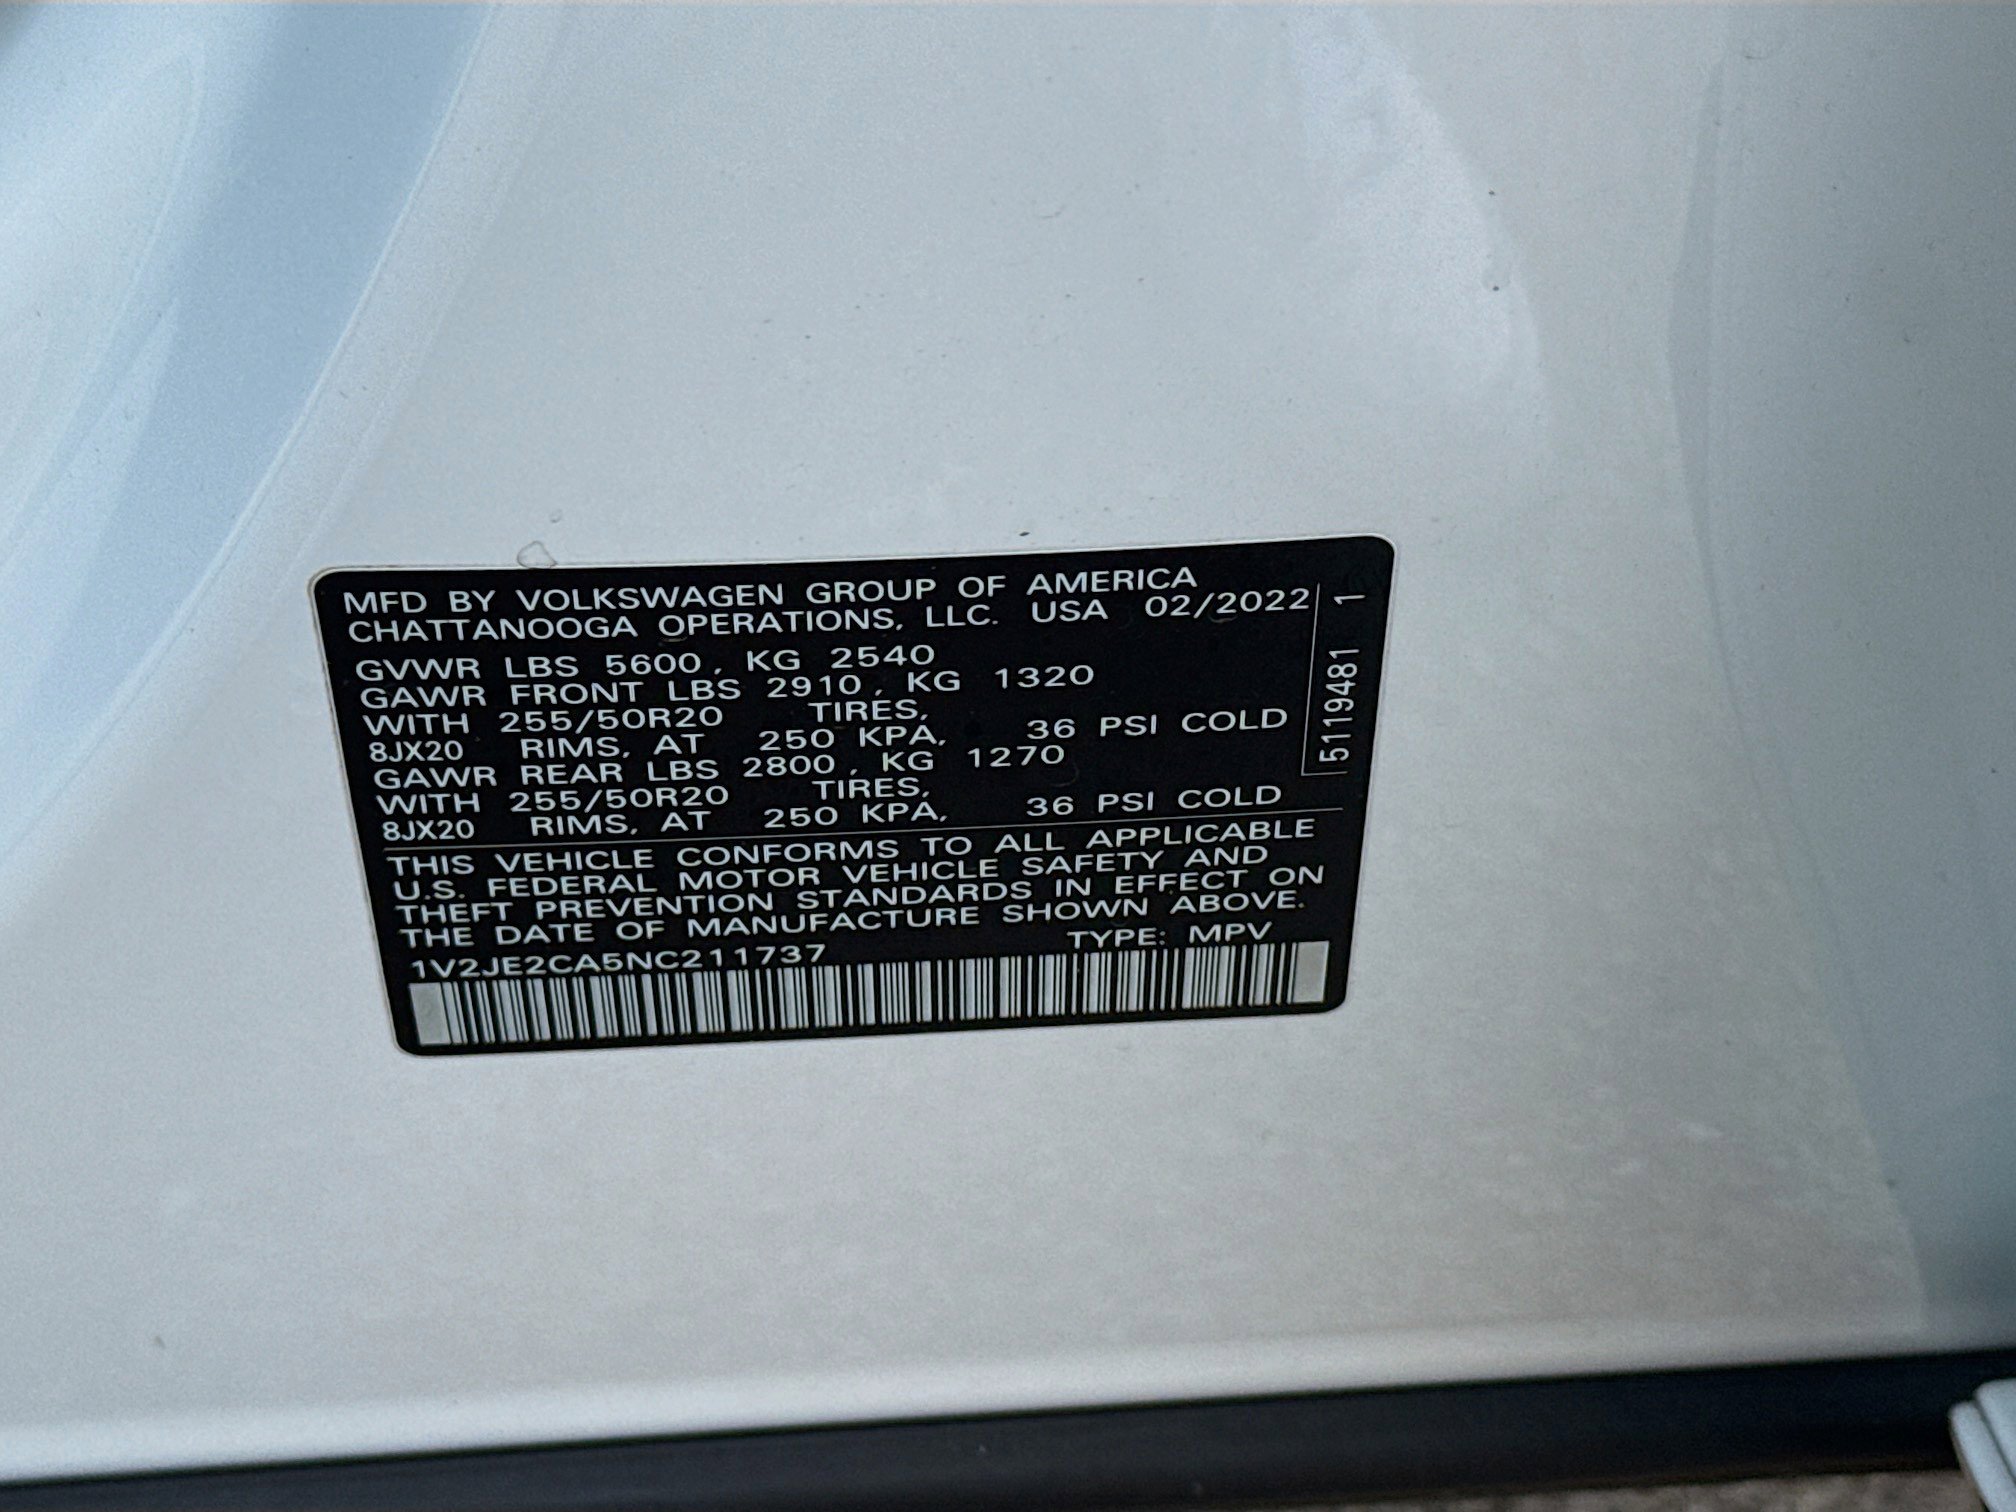 MFD BY VOLKSWAGEN GROUP OF AMERICA
CHATTANOOGA OPERATIONS, LLC. USA 02/2022
GVWR LBS 5600, KG 2540
GAWR FRONT LBS 2910, KG 1320
WITH 255/50R20 TIRES,
8JX20 RIMS, AT 250 KPA, 36 PSI COLD
GAWR REAR LBS 2800, KG 1270
WITH 255/50R20 TIRES,
8JX20 RIMS, AT 250 KPA, 36 PSI COLD
THIS VEHICLE CONFORMS TO ALL APPLICABLE
U.S. FEDERAL MOTOR VEHICLE SAFETY AND
THEFT PREVENTION STANDARDS IN EFFECT ON
THE DATE OF MANUFACTURE SHOWN ABOVE.
1V2JE2CA5NC211737 TYPE: MPV
5119481 1